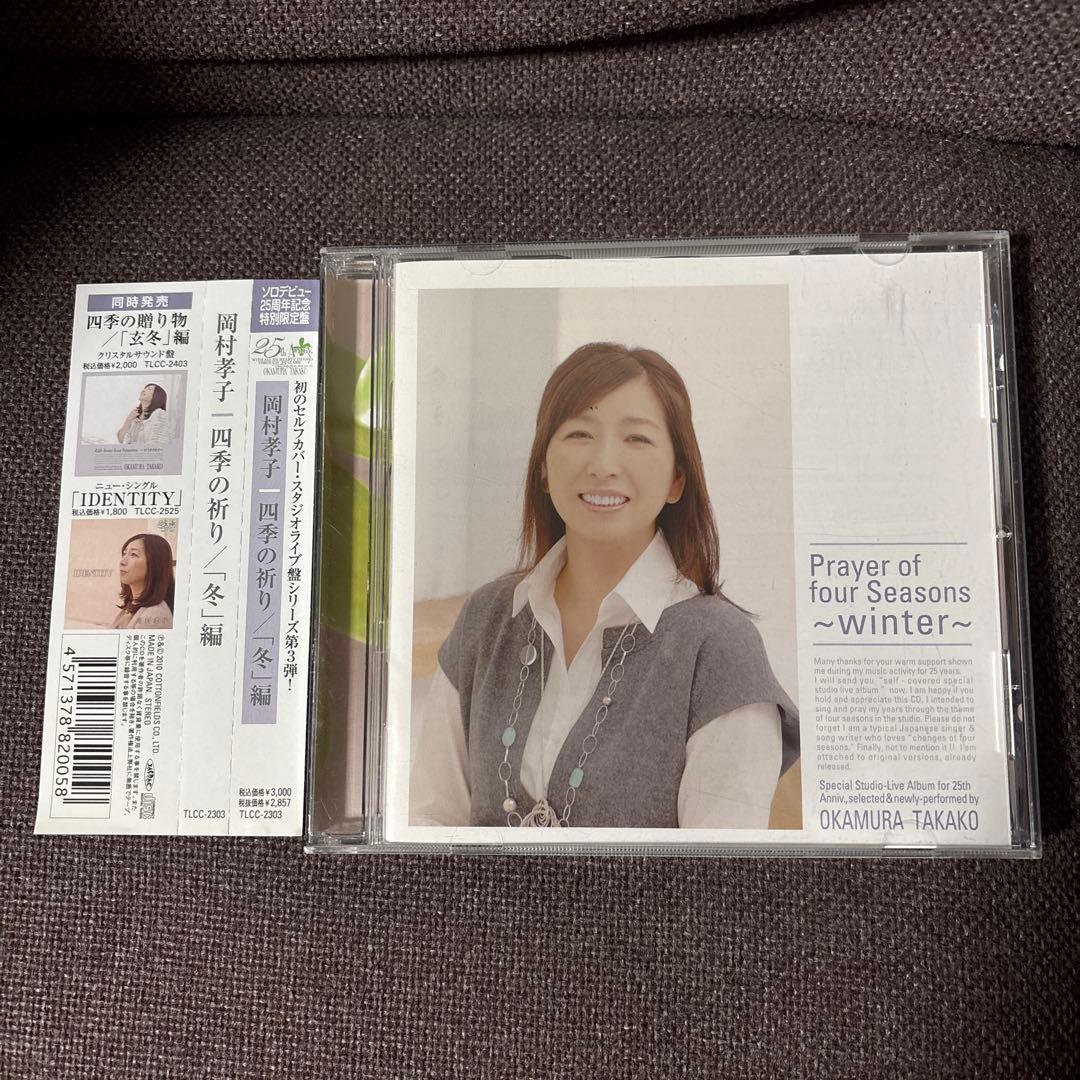 同時発売
四季の贈り物
/「玄冬」編
クリスタルサウンド盤
税込価格¥2,000 TLCC-2403
OKAMURA TAKAKO
ニュー・シングル
「IDENTITY」
税込価格¥1,800 TLCC-2525
IDENTITY
Ⓟ&©2010 COTTONFIELDS CO., LTD.
MADE IN JAPAN. STEREO
4571378820058
岡村孝子|四季の祈り/「冬」編
TLCC-2303
ソロデビュー
25周年記念
特別限定盤
25th
OKAMURA TAKAKO
初のセルフカバー・スタジオライブ盤シリーズ第3弾!
岡村孝子|四季の祈り/「冬」編
税込価格¥3,000
税抜価格¥2,857
TLCC-2303
Prayer of
four Seasons
~winter~
Many thanks for your warm support shown
me during my music activity for 25 years.
I will send you "self - covered special
studio live album" now. I am happy if you
hold and appreciate this CD. I intended to
sing and pray my years through the theme
of four seasons in the studio. Please do not
forget I am a typical Japanese singer &
song writer who loves "changes of four
seasons." Finally, not to mention it !! I am
attached to original versions, already
released.
Special Studio-Live Album for 25th
Anniv., selected & newly-performed by
OKAMURA TAKAKO